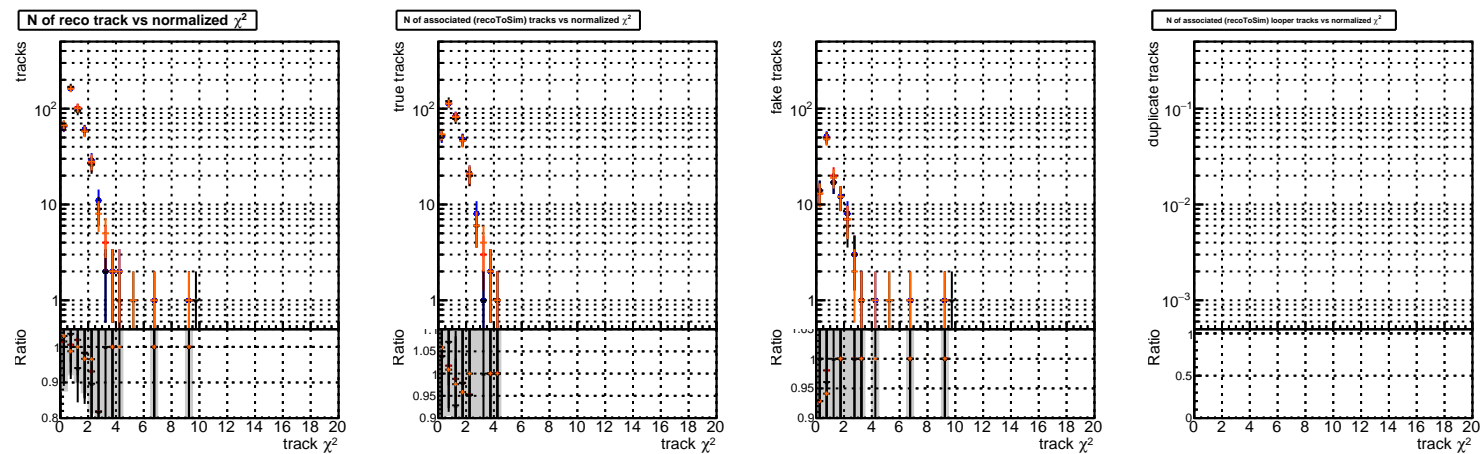 N of reco track vs normalized χ²
tracks
10²
10
1
Ratio
1
0.9
0.8
0 2 4 6 8 10 12 14 16 18 20
track χ²
N of associated (recoToSim) tracks vs normalized χ²
true tracks
10²
10
1
Ratio
1.1
1.05
1
0.95
0.9
0 2 4 6 8 10 12 14 16 18 20
track χ²
N of associated (recoToSim) looper tracks vs normalized χ²
fake tracks
10²
10
1
Ratio
1.05
1
0.95
0.9
0 2 4 6 8 10 12 14 16 18 20
track χ²
duplicate tracks
10⁻¹
10⁻²
10⁻³
Ratio
1
0.5
0
0 2 4 6 8 10 12 14 16 18 20
track χ²